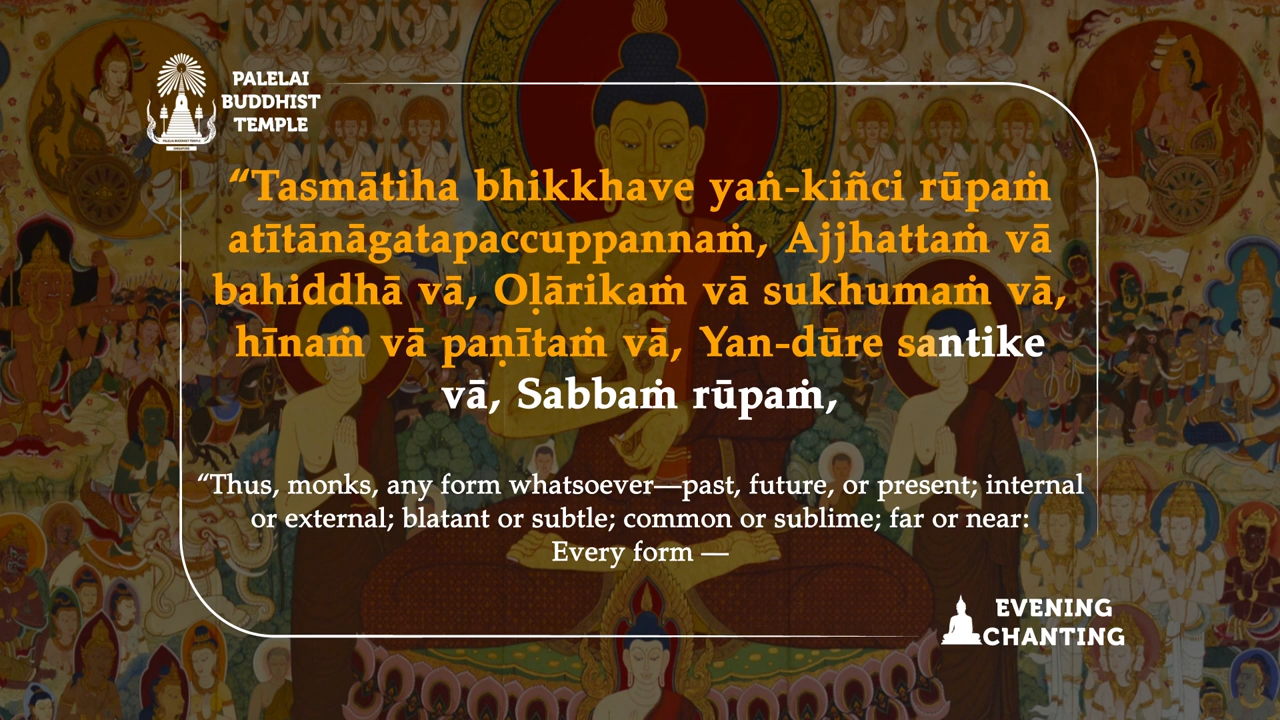 PALELAI
BUDDHIST
TEMPLE
“Tasmātiha bhikkhave yaṅ-kiñci rūpaṁ
atītānāgatapaccuppannaṁ, Ajjhattaṁ vā
bahiddhā vā, Oḷārikaṁ vā sukhumaṁ vā,
hīnaṁ vā paṇītaṁ vā, Yan-dūre santike
vā, Sabbaṁ rūpaṁ,
“Thus, monks, any form whatsoever—past, future, or present; internal
or external; blatant or subtle; common or sublime; far or near:
Every form —
EVENING
CHANTING